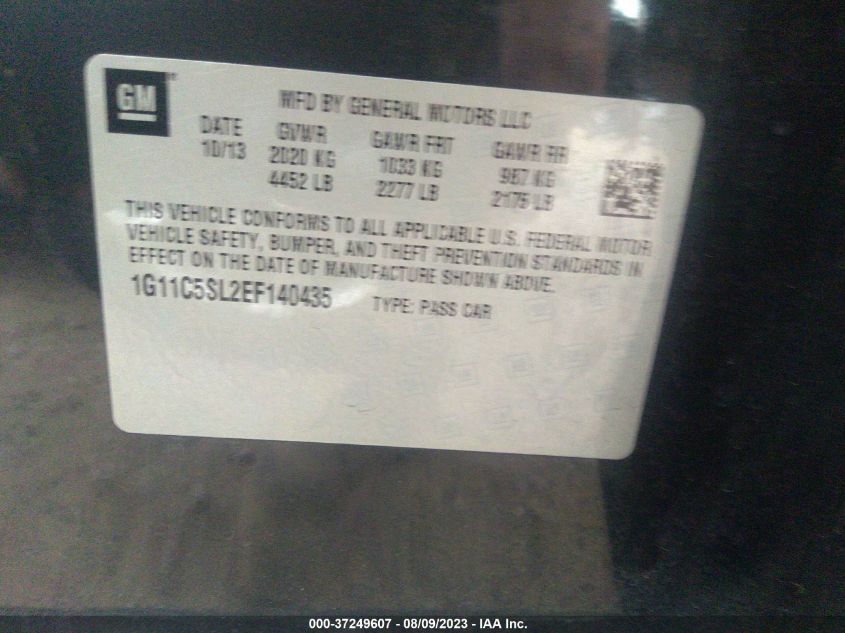 GM
MFD BY GENERAL MOTORS LLC
DATE GVWR GAWR FRT GAWR RR
10/13 2020 KG 1033 KG 987 KG
4452 LB 2277 LB 2175 LB
THIS VEHICLE CONFORMS TO ALL APPLICABLE U.S. FEDERAL MOTOR
VEHICLE SAFETY, BUMPER, AND THEFT PREVENTION STANDARDS IN
EFFECT ON THE DATE OF MANUFACTURE SHOWN ABOVE.
1G11C5SL2EF140435 TYPE: PASS CAR
000-37249607 - 08/09/2023 - IAA Inc.